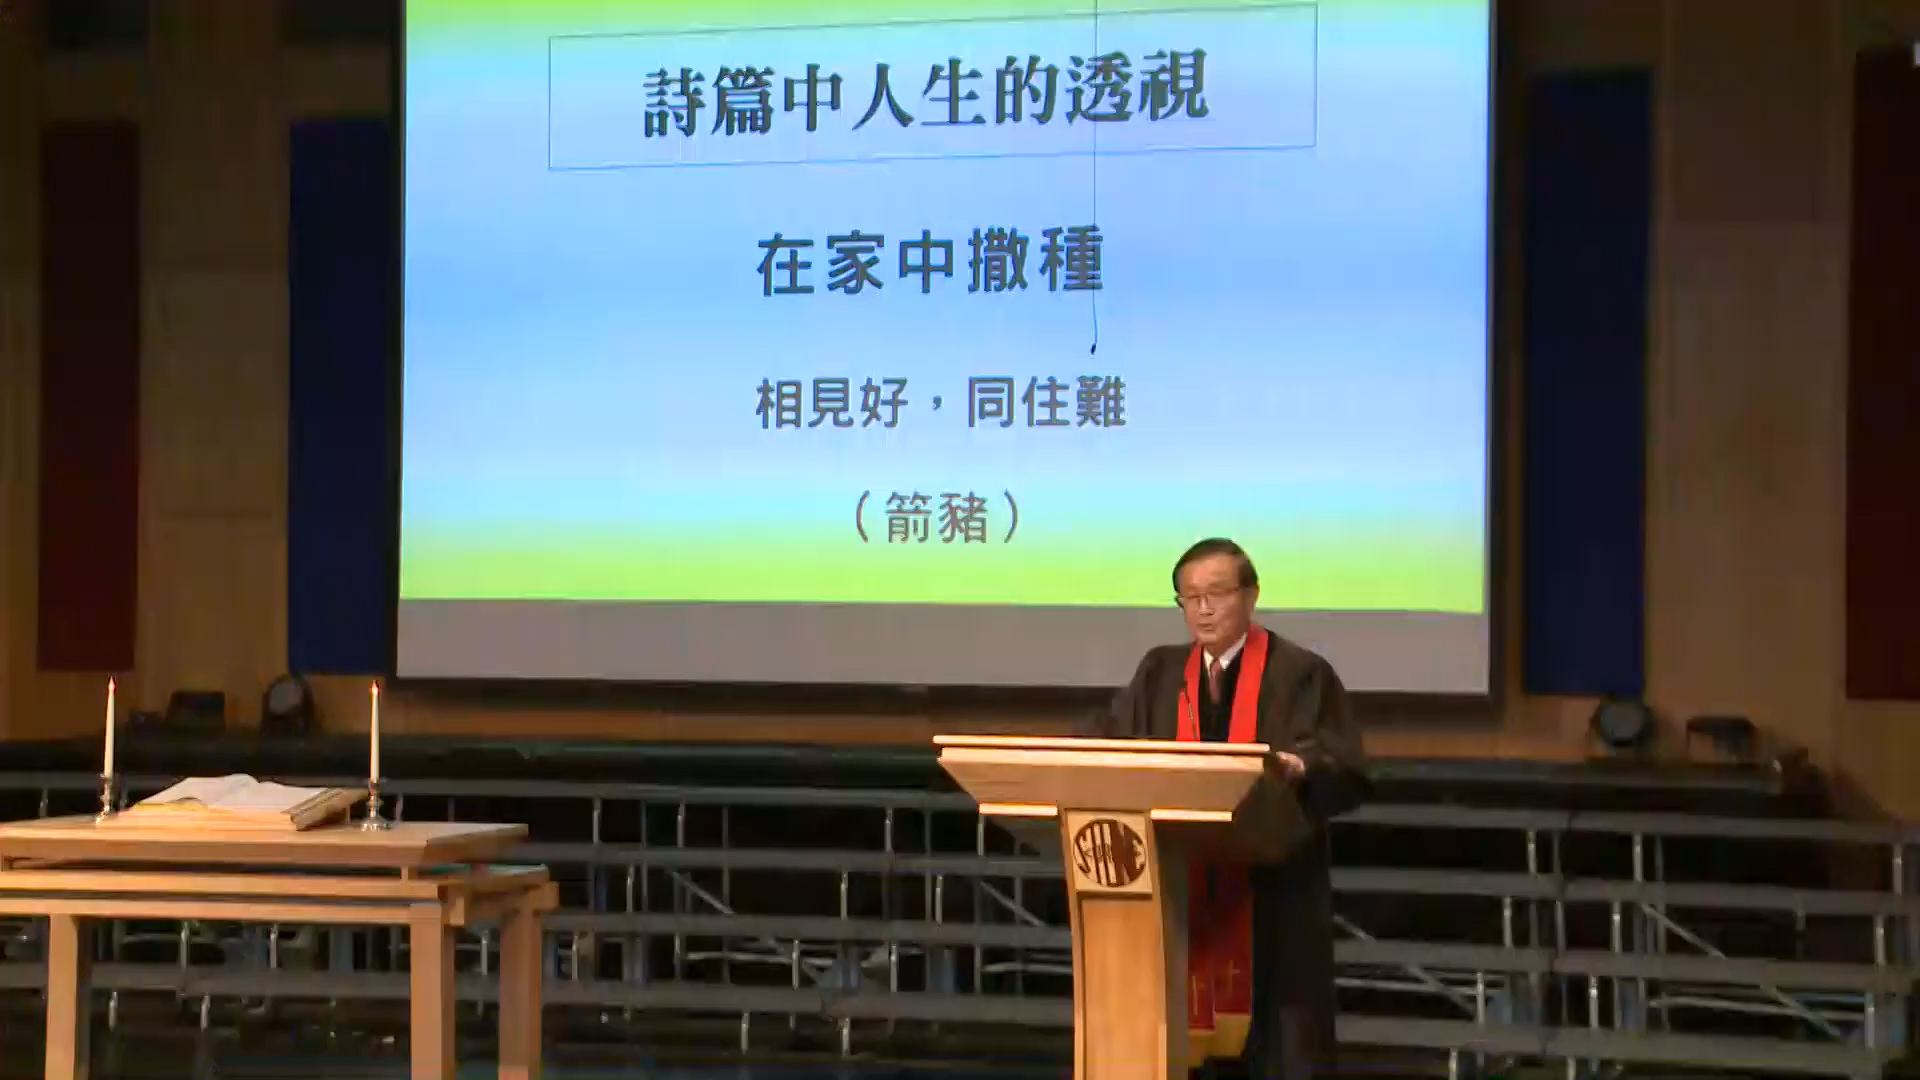 詩篇中人生的透視
在家中撒種
相見好，同住難
（箭豬）